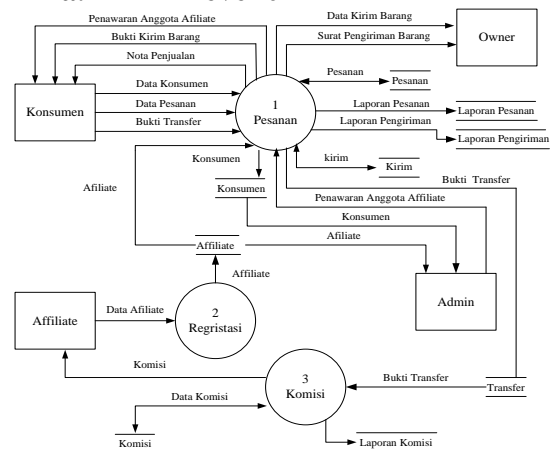 Penawaran Anggota Afiliate
Bukti Kirim Barang
Nota Penjualan
Data Kirim Barang
Surat Pengiriman Barang
Owner
Konsumen
Data Konsumen
Data Pesanan
Bukti Transfer
1
Pesanan
Pesanan
Pesanan
Laporan Pesanan
Laporan Pesanan
Laporan Pengiriman
Laporan Pengiriman
kirim
Kirim
Konsumen
Konsumen
Afiliate
Bukti Transfer
Penawaran Anggota Affiliate
Konsumen
Affiliate
Afiliate
Affiliate
Admin
Affiliate
Data Afiliate
2
Regristasi
Komisi
3
Komisi
Bukti Transfer
Transfer
Data Komisi
Komisi
Laporan Komisi